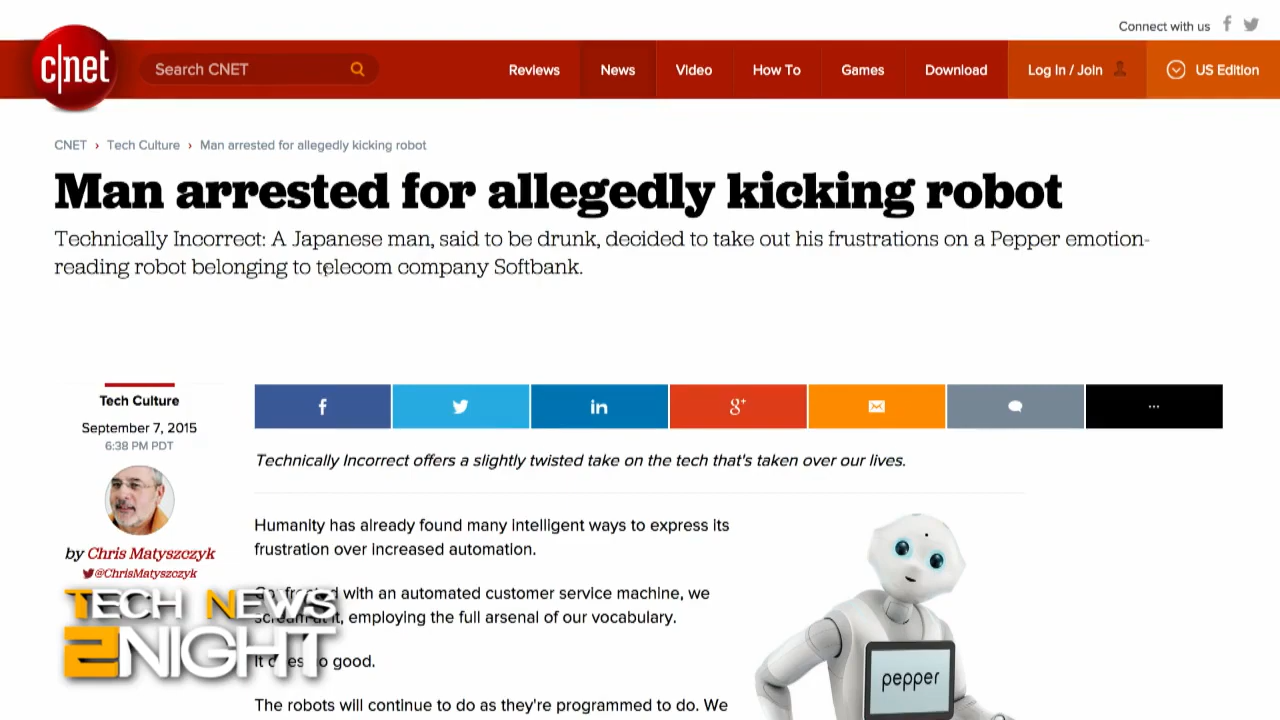 Connect with us
c|net
Search CNET
Reviews
News
Video
How To
Games
Download
Log In / Join
US Edition
CNET › Tech Culture › Man arrested for allegedly kicking robot
Man arrested for allegedly kicking robot
Technically Incorrect: A Japanese man, said to be drunk, decided to take out his frustrations on a Pepper emotion-
reading robot belonging to telecom company Softbank.
Tech Culture
September 7, 2015
6:38 PM PDT
by Chris Matyszczyk
@ChrisMatyszczyk
f
in
g+
...
Technically Incorrect offers a slightly twisted take on the tech that's taken over our lives.
Humanity has already found many intelligent ways to express its
frustration over increased automation.
with an automated customer service machine, we
it, employing the full arsenal of our vocabulary.
It good.
The robots will continue to do as they're programmed to do. We
TECH NEWS
2NIGHT
pepper